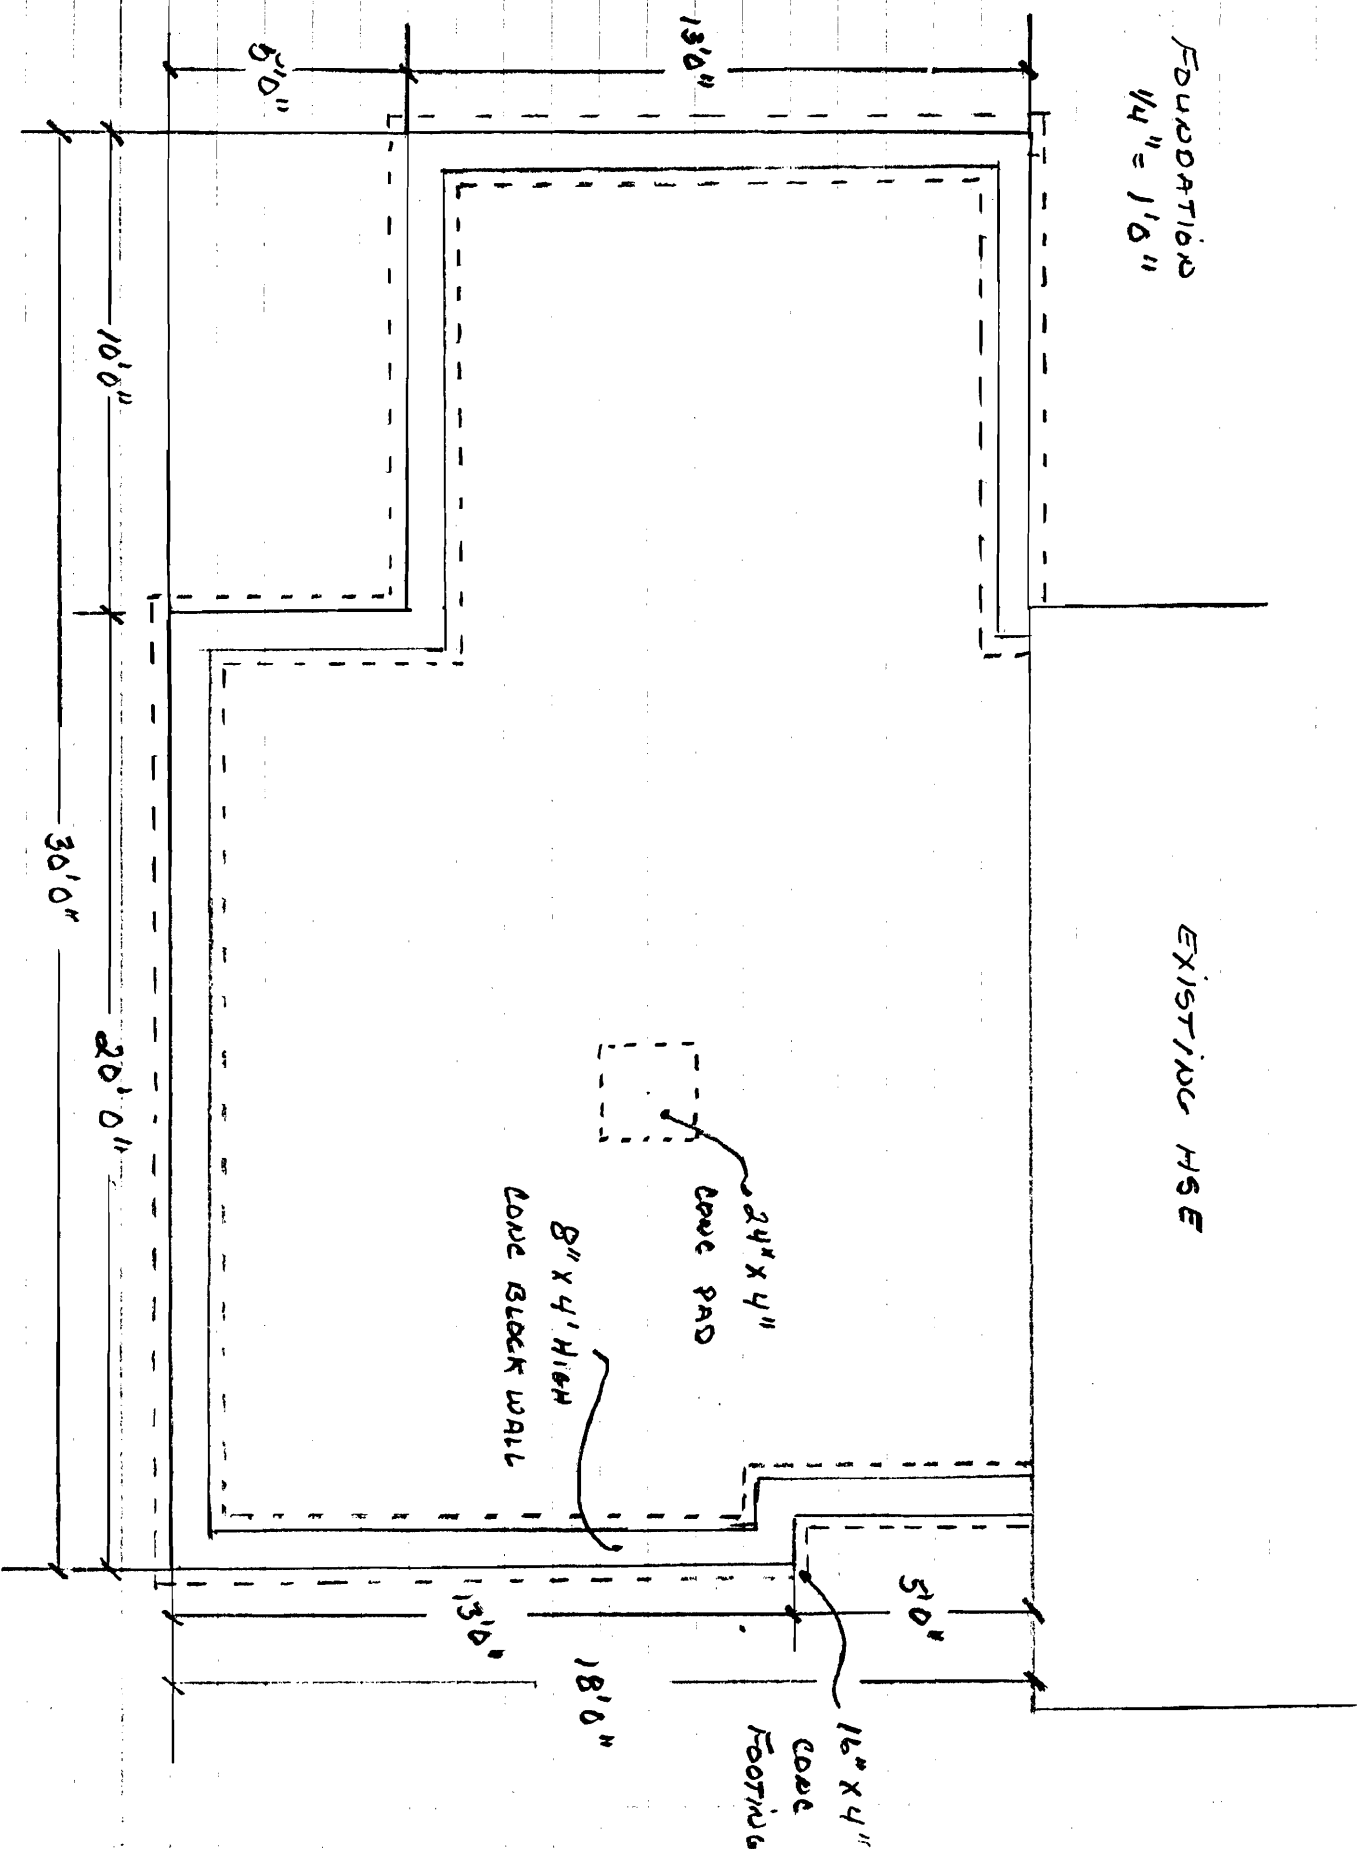 FOUNDATION
1/4" = 1'0"
EXISTING HSE
13'0"
5'0"
10'0"
20'0"
30'0"
24" X 4"
CONC PAD
8" X 4' HIGH
CONC BLOCK WALL
5'0"
13'0"
18'0"
16" X 4"
CONC
FOOTING